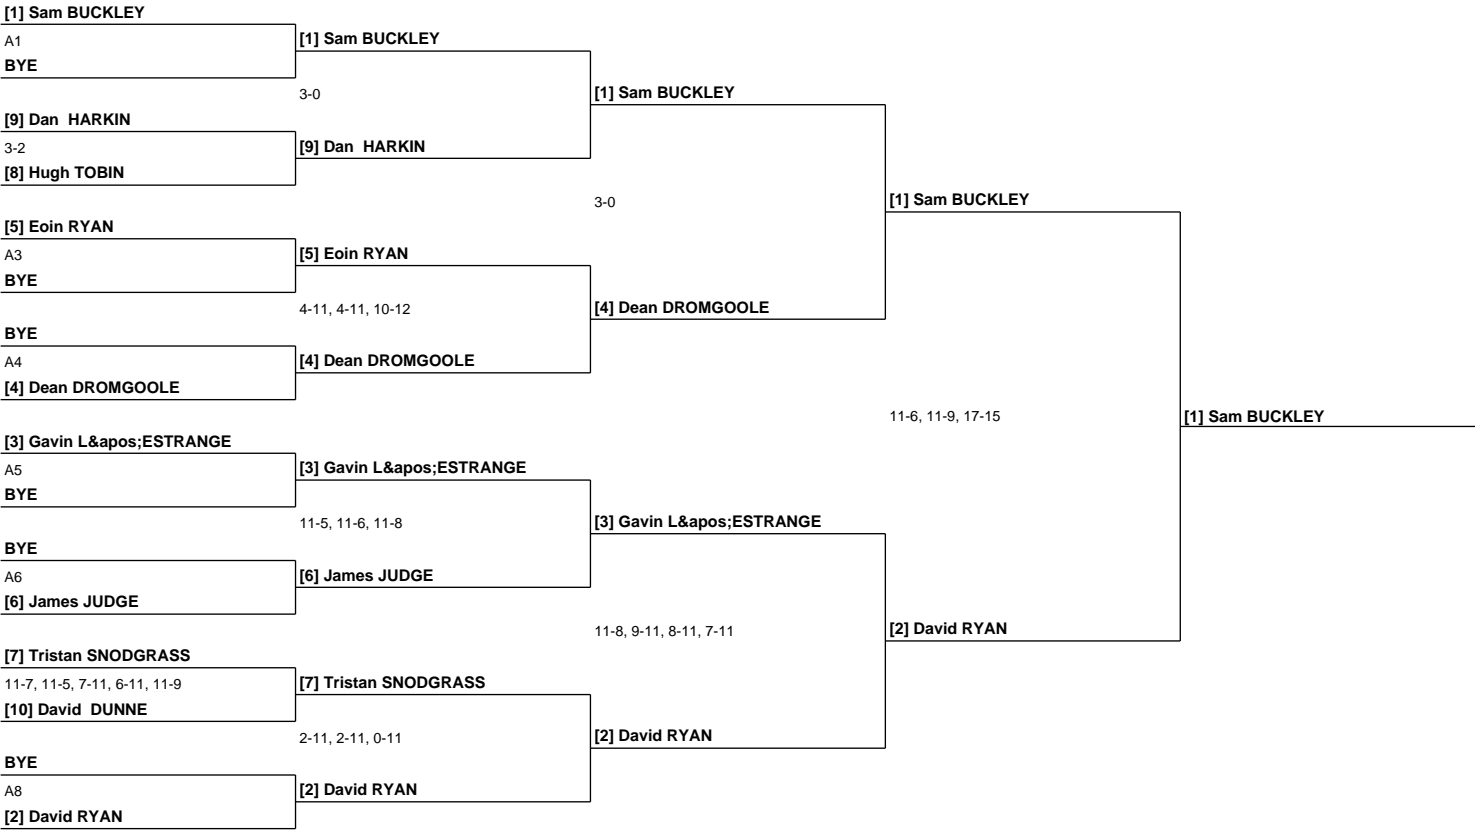 [1] Sam BUCKLEY
A1
BYE
[9] Dan  HARKIN
3-2
[8] Hugh TOBIN
[5] Eoin RYAN
A3
BYE
BYE
A4
[4] Dean DROMGOOLE
[3] Gavin L&apos;ESTRANGE
A5
BYE
BYE
A6
[6] James JUDGE
[7] Tristan SNODGRASS
11-7, 11-5, 7-11, 6-11, 11-9
[10] David  DUNNE
BYE
A8
[2] David RYAN
[1] Sam BUCKLEY
3-0
[9] Dan  HARKIN
[5] Eoin RYAN
4-11, 4-11, 10-12
[4] Dean DROMGOOLE
[3] Gavin L&apos;ESTRANGE
11-5, 11-6, 11-8
[6] James JUDGE
[7] Tristan SNODGRASS
2-11, 2-11, 0-11
[2] David RYAN
[1] Sam BUCKLEY
3-0
[4] Dean DROMGOOLE
[3] Gavin L&apos;ESTRANGE
11-8, 9-11, 8-11, 7-11
[2] David RYAN
[1] Sam BUCKLEY
11-6, 11-9, 17-15
[2] David RYAN
[1] Sam BUCKLEY